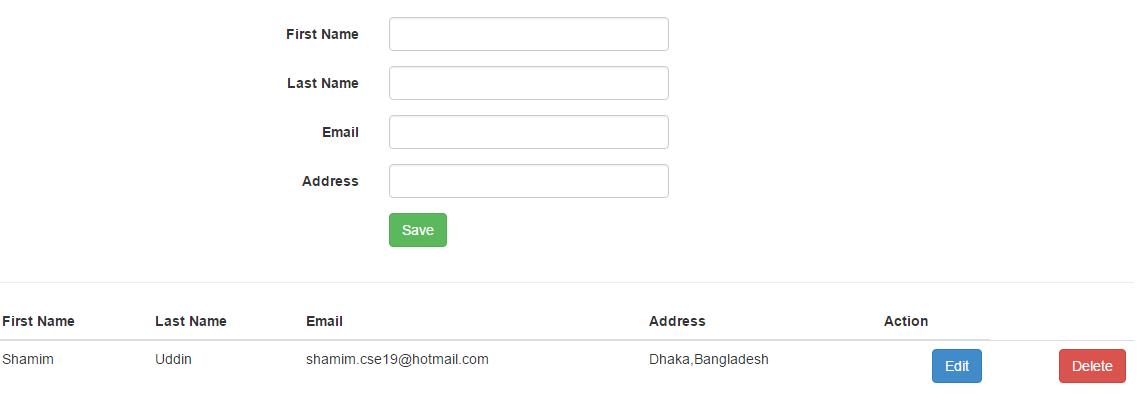 First Name
Last Name
Email
Address
Save
First Name Last Name Email Address Action
Shamim Uddin shamim.cse19@hotmail.com Dhaka,Bangladesh Edit Delete